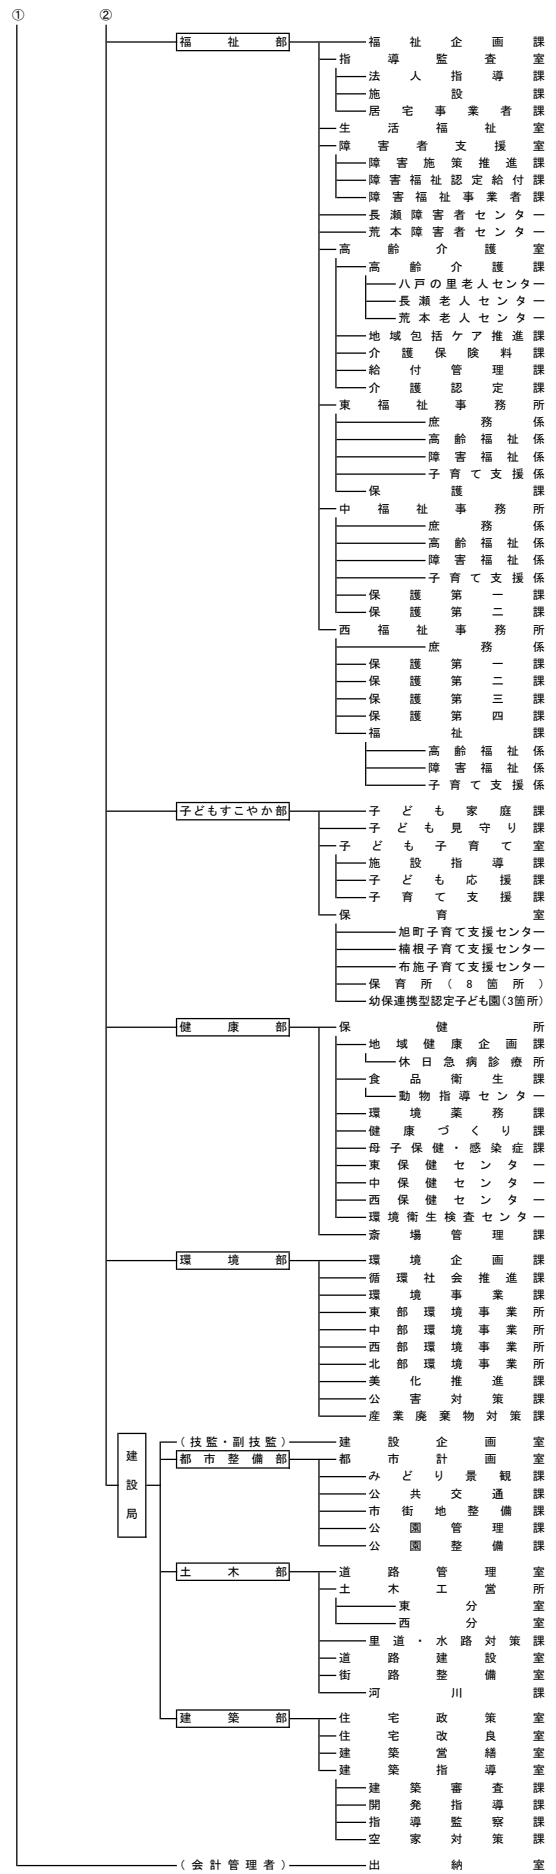 ① ②
福祉部 福祉企画課
指導監査室
法人指導課
施設課
居宅事業者課
生活福祉室
障害者支援室
障害施策推進課
障害福祉認定給付課
障害福祉事業者課
長瀬障害者センター
荒本障害者センター
高齢介護室
高齢介護課
八戸の里老人センター
長瀬老人センター
荒本老人センター
地域包括ケア推進課
介護保険料課
給付管理課
介護認定課
東福祉事務所
庶務係
高齢福祉係
障害福祉係
子育て支援係
保護課
中福祉事務所
庶務係
高齢福祉係
障害福祉係
子育て支援係
保護第一課
保護第二課
西福祉事務所
庶務係
保護第一課
保護第二課
保護第三課
保護第四課
福祉課
高齢福祉係
障害福祉係
子育て支援係
子どもすこやか部 子ども家庭課
子ども見守り課
子ども子育て室
施設指導課
子ども応援課
子育て支援課
保育室
旭町子育て支援センター
楠根子育て支援センター
布施子育て支援センター
保育所(8箇所)
幼保連携型認定子ども園(3箇所)
健康部 保健所
地域健康企画課
休日急病診療所
食品衛生課
動物指導センター
環境薬務課
健康づくり課
母子保健・感染症課
東保健センター
中保健センター
西保健センター
環境衛生検査センター
斎場管理課
環境部 環境企画課
循環社会推進課
環境事業課
東部環境事業所
中部環境事業所
西部環境事業所
北部環境事業所
美化推進課
公害対策課
産業廃棄物対策課
建設局 (技監・副技監) 建設企画室
都市整備部 都市計画室
みどり景観課
公共交通課
市街地整備課
公園管理課
公園整備課
土木部 道路管理室
土木工営所
東分室
西分室
里道・水路対策課
道路建設室
街路整備室
河川課
建築部 住宅政策室
住宅改良室
建築営繕室
建築指導室
建築審査課
開発指導課
指導監察課
空家対策課
(会計管理者) 出納室